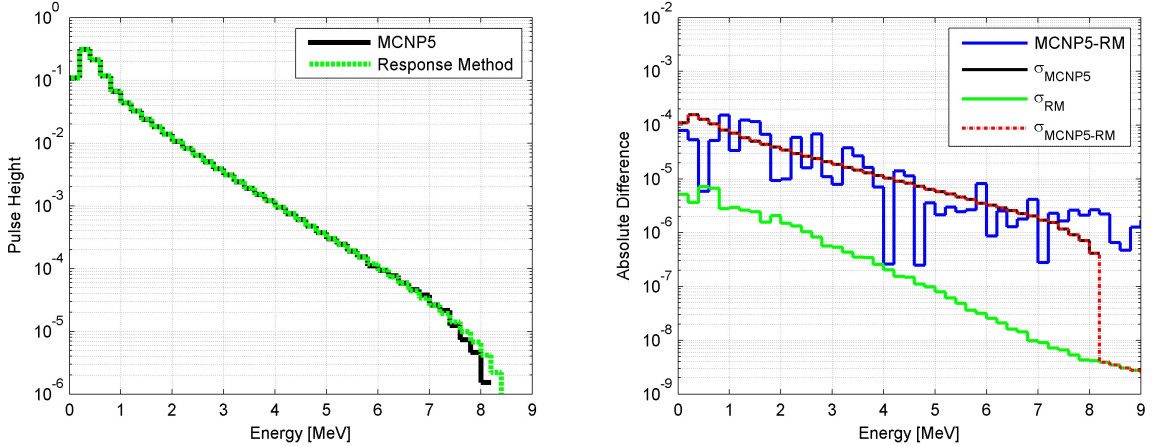 10^0
10^-1
10^-2
10^-3
10^-4
10^-5
10^-6
Pulse Height
0 1 2 3 4 5 6 7 8 9
Energy [MeV]
MCNP5
Response Method
10^-2
10^-3
10^-4
10^-5
10^-6
10^-7
10^-8
10^-9
Absolute Difference
0 1 2 3 4 5 6 7 8 9
Energy [MeV]
MCNP5-RM
σ_MCNP5
σ_RM
σ_MCNP5-RM